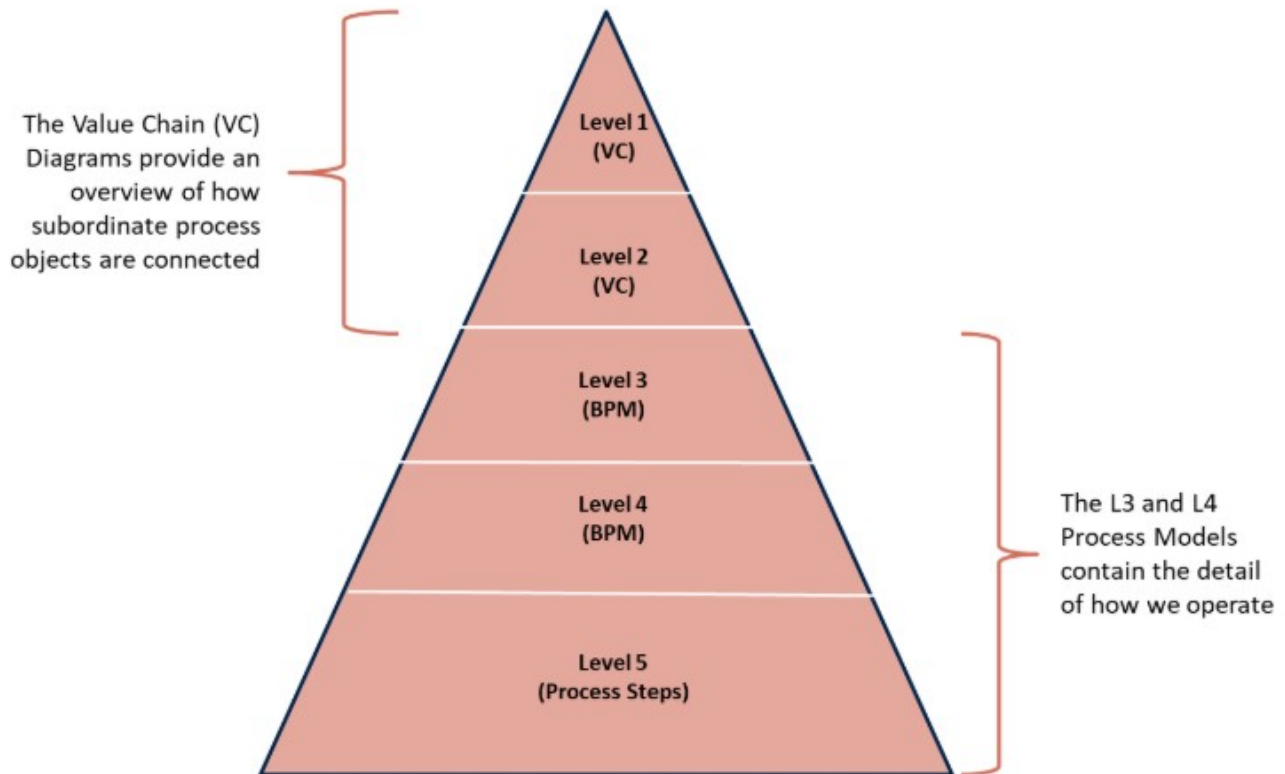 The Value Chain (VC)
Diagrams provide an
overview of how
subordinate process
objects are connected
Level 1
(VC)
Level 2
(VC)
Level 3
(BPM)
Level 4
(BPM)
Level 5
(Process Steps)
The L3 and L4
Process Models
contain the detail
of how we operate